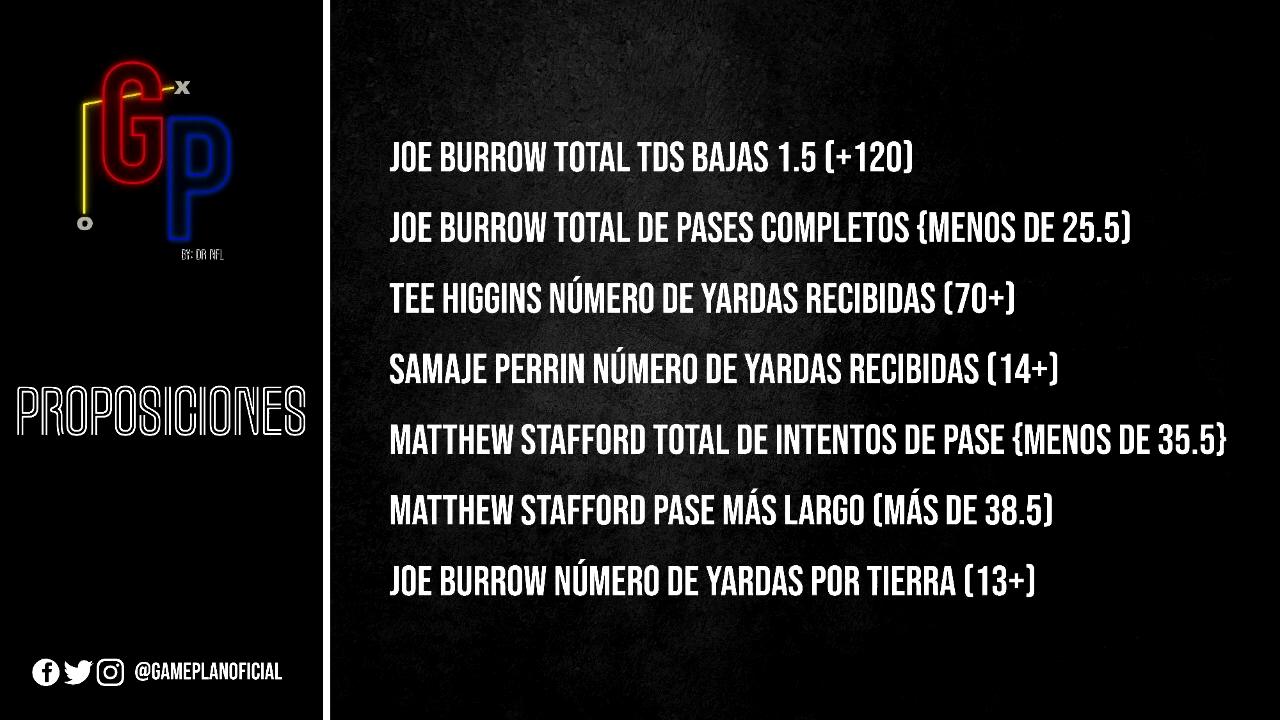 GP
X
O
BY: DR NFL
PROPOSICIONES
@GAMEPLANOFICIAL
JOE BURROW TOTAL TDS BAJAS 1.5 (+120)
JOE BURROW TOTAL DE PASES COMPLETOS {MENOS DE 25.5)
TEE HIGGINS NÚMERO DE YARDAS RECIBIDAS (70+)
SAMAJE PERRIN NÚMERO DE YARDAS RECIBIDAS (14+)
MATTHEW STAFFORD TOTAL DE INTENTOS DE PASE {MENOS DE 35.5}
MATTHEW STAFFORD PASE MÁS LARGO (MÁS DE 38.5)
JOE BURROW NÚMERO DE YARDAS POR TIERRA (13+)